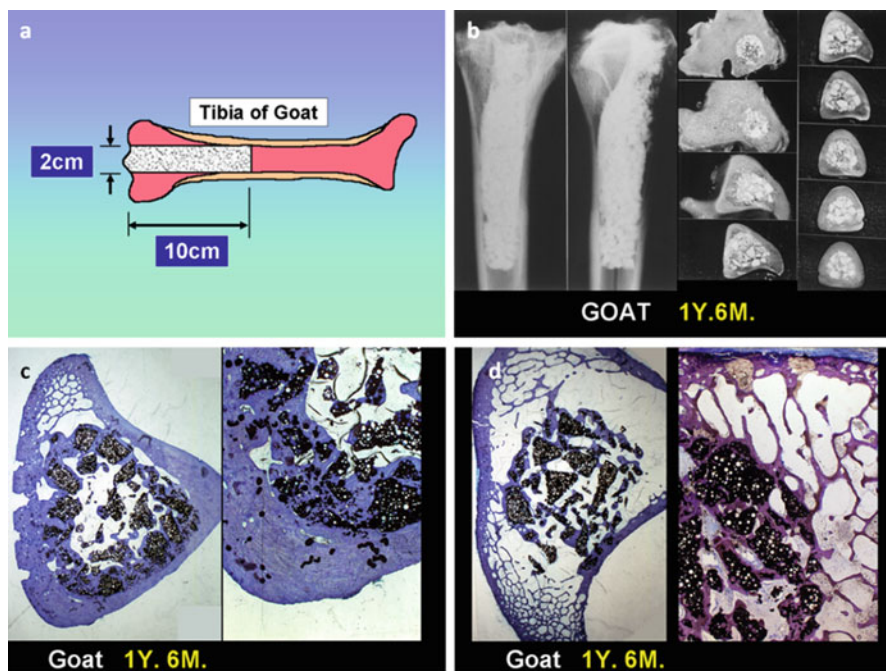 a
Tibia of Goat
2cm
10cm
b
GOAT 1Y.6M.
c
Goat 1Y. 6M.
d
Goat 1Y. 6M.